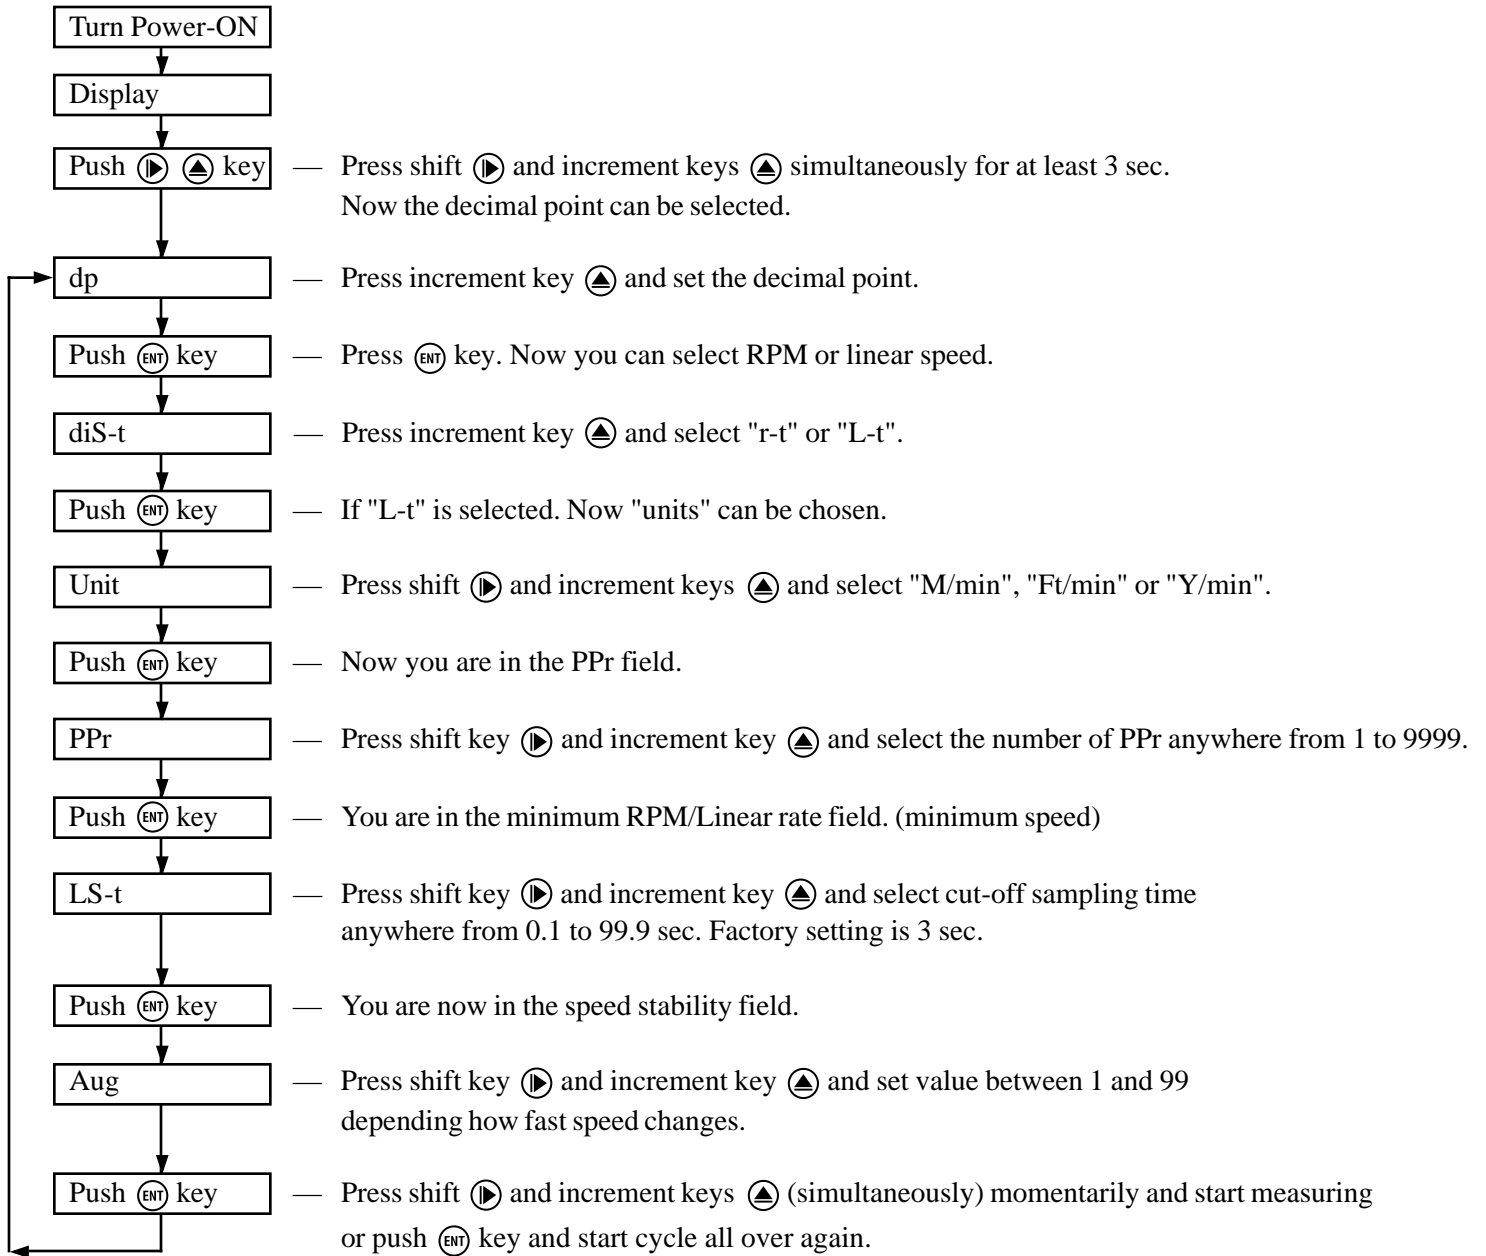 Turn Power-ON
Display
Push key — Press shift and increment keys simultaneously for at least 3 sec.
Now the decimal point can be selected.
dp — Press increment key and set the decimal point.
Push ENT key — Press ENT key. Now you can select RPM or linear speed.
diS-t — Press increment key and select "r-t" or "L-t".
Push ENT key — If "L-t" is selected. Now "units" can be chosen.
Unit — Press shift and increment keys and select "M/min", "Ft/min" or "Y/min".
Push ENT key — Now you are in the PPr field.
PPr — Press shift key and increment key and select the number of PPr anywhere from 1 to 9999.
Push ENT key — You are in the minimum RPM/Linear rate field. (minimum speed)
LS-t — Press shift key and increment key and select cut-off sampling time
anywhere from 0.1 to 99.9 sec. Factory setting is 3 sec.
Push ENT key — You are now in the speed stability field.
Aug — Press shift key and increment key and set value between 1 and 99
depending how fast speed changes.
Push ENT key — Press shift and increment keys (simultaneously) momentarily and start measuring
or push ENT key and start cycle all over again.